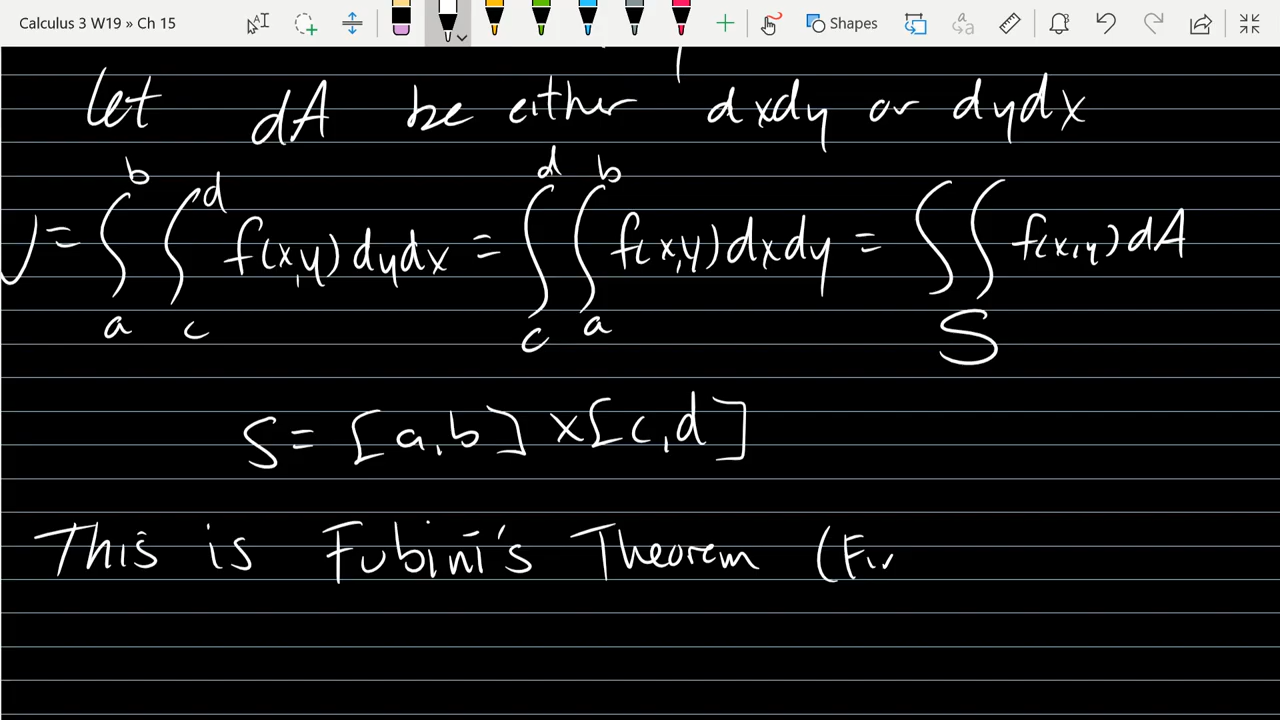 Calculus 3 W19 » Ch 15
Shapes
let dA be either dxdy or dydx
V = ∫_a^b ∫_c^d f(x,y) dydx = ∫_c^d ∫_a^b f(x,y) dxdy = ∫∫_S f(x,y) dA
S = [a,b] x [c,d]
This is Fubini's Theorem (Fir